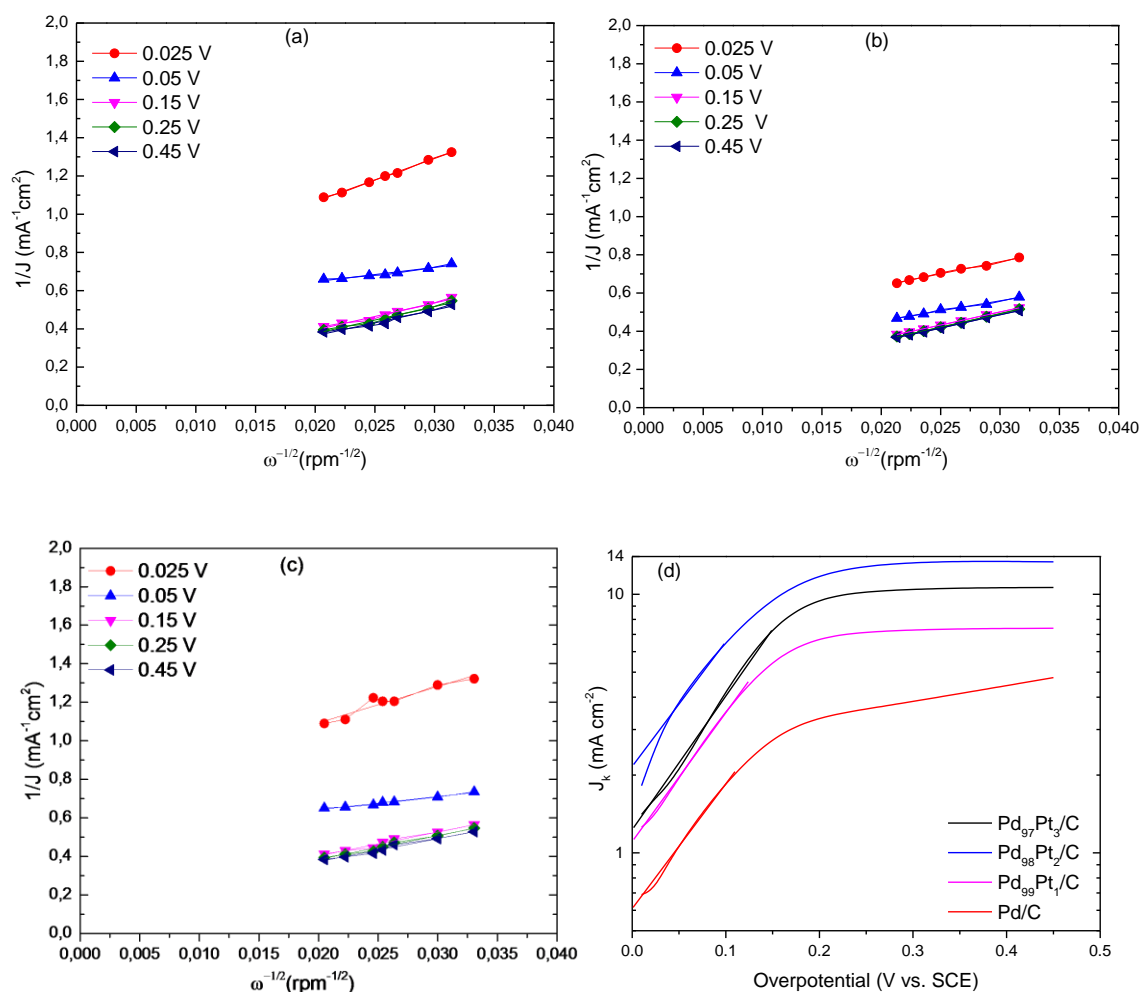 (a)
0.025 V
0.05 V
0.15 V
0.25 V
0.45 V
2,0
1,8
1,6
1,4
1,2
1,0
0,8
0,6
0,4
0,2
0,0
1/J (mA⁻¹cm²)
0,000 0,005 0,010 0,015 0,020 0,025 0,030 0,035 0,040
ω⁻¹/²(rpm⁻¹/²)
(b)
0.025 V
0.05 V
0.15 V
0.25 V
0.45 V
2,0
1,8
1,6
1,4
1,2
1,0
0,8
0,6
0,4
0,2
0,0
1/J (mA⁻¹cm²)
0,000 0,005 0,010 0,015 0,020 0,025 0,030 0,035 0,040
ω⁻¹/²(rpm⁻¹/²)
(c)
0.025 V
0.05 V
0.15 V
0.25 V
0.45 V
2,0
1,8
1,6
1,4
1,2
1,0
0,8
0,6
0,4
0,2
0,0
1/J (mA⁻¹cm²)
0,000 0,005 0,010 0,015 0,020 0,025 0,030 0,035 0,040
ω⁻¹/²(rpm⁻¹/²)
(d)
14
10
1
J_k (mA cm⁻²)
Pd₉₇Pt₃/C
Pd₉₈Pt₂/C
Pd₉₉Pt₁/C
Pd/C
0.0 0.1 0.2 0.3 0.4 0.5
Overpotential (V vs. SCE)